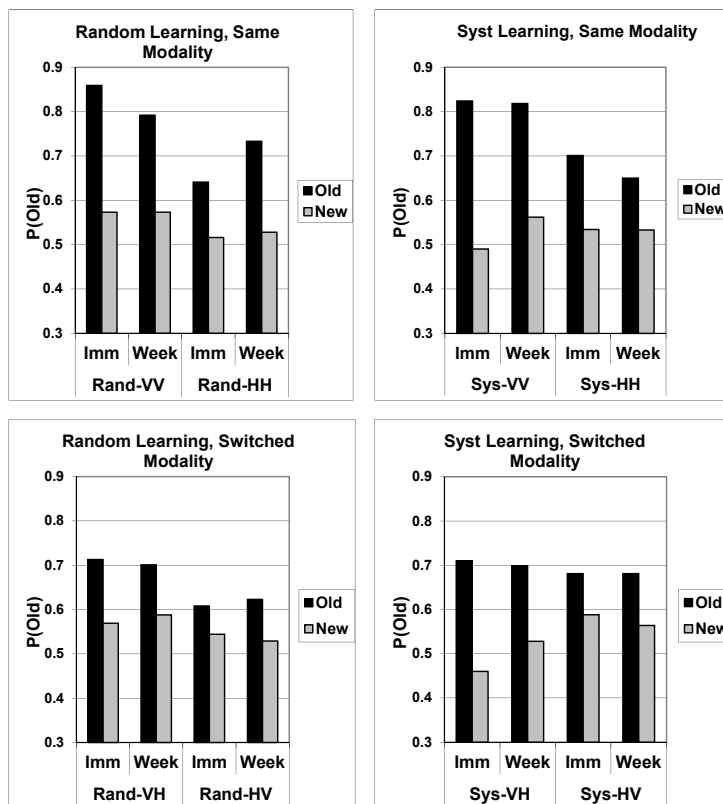 Random Learning, Same
Modality
0.9
0.8
0.7
0.6
0.5
0.4
0.3
P(Old)
Old
New
Imm Week Imm Week
Rand-VV Rand-HH
Syst Learning, Same Modality
0.9
0.8
0.7
0.6
0.5
0.4
0.3
P(Old)
Old
New
Imm Week Imm Week
Sys-VV Sys-HH
Random Learning, Switched
Modality
0.9
0.8
0.7
0.6
0.5
0.4
0.3
P(Old)
Old
New
Imm Week Imm Week
Rand-VH Rand-HV
Syst Learning, Switched
Modality
0.9
0.8
0.7
0.6
0.5
0.4
0.3
P(Old)
Old
New
Imm Week Imm Week
Sys-VH Sys-HV